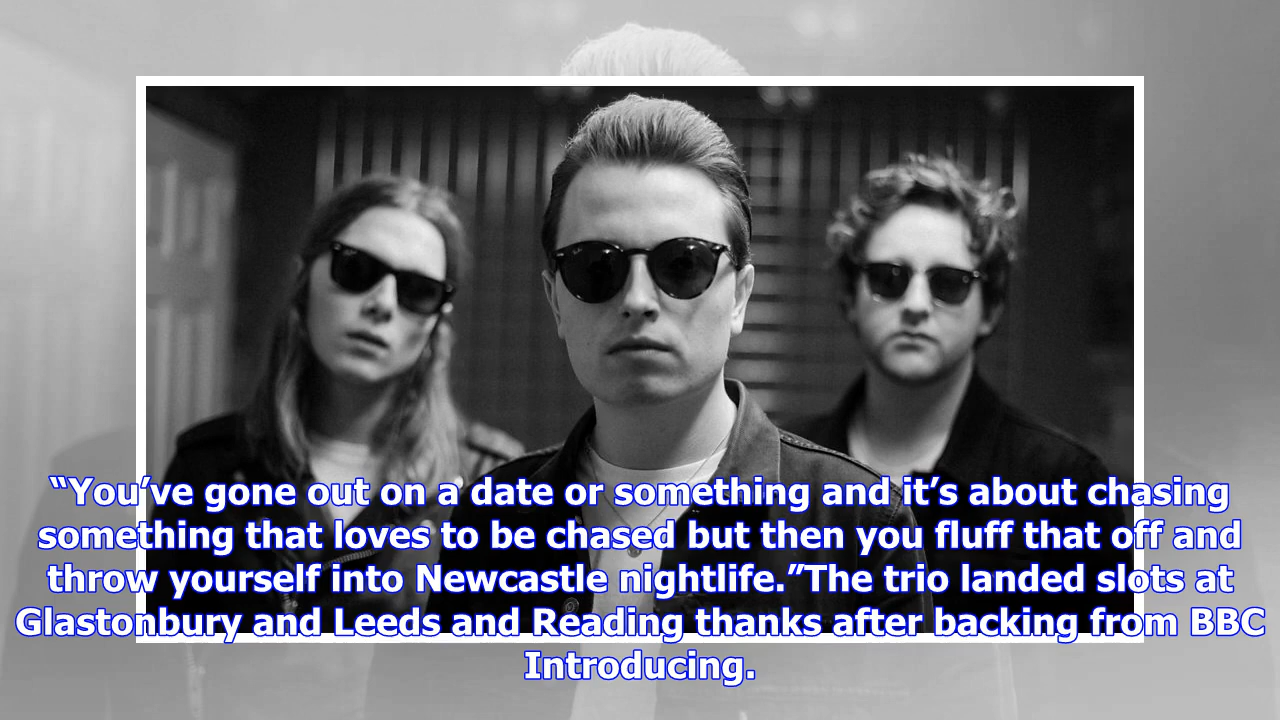 “You’ve gone out on a date or something and it’s about chasing
something that loves to be chased but then you fluff that off and
throw yourself into Newcastle nightlife.”The trio landed slots at
Glastonbury and Leeds and Reading thanks after backing from BBC
Introducing.